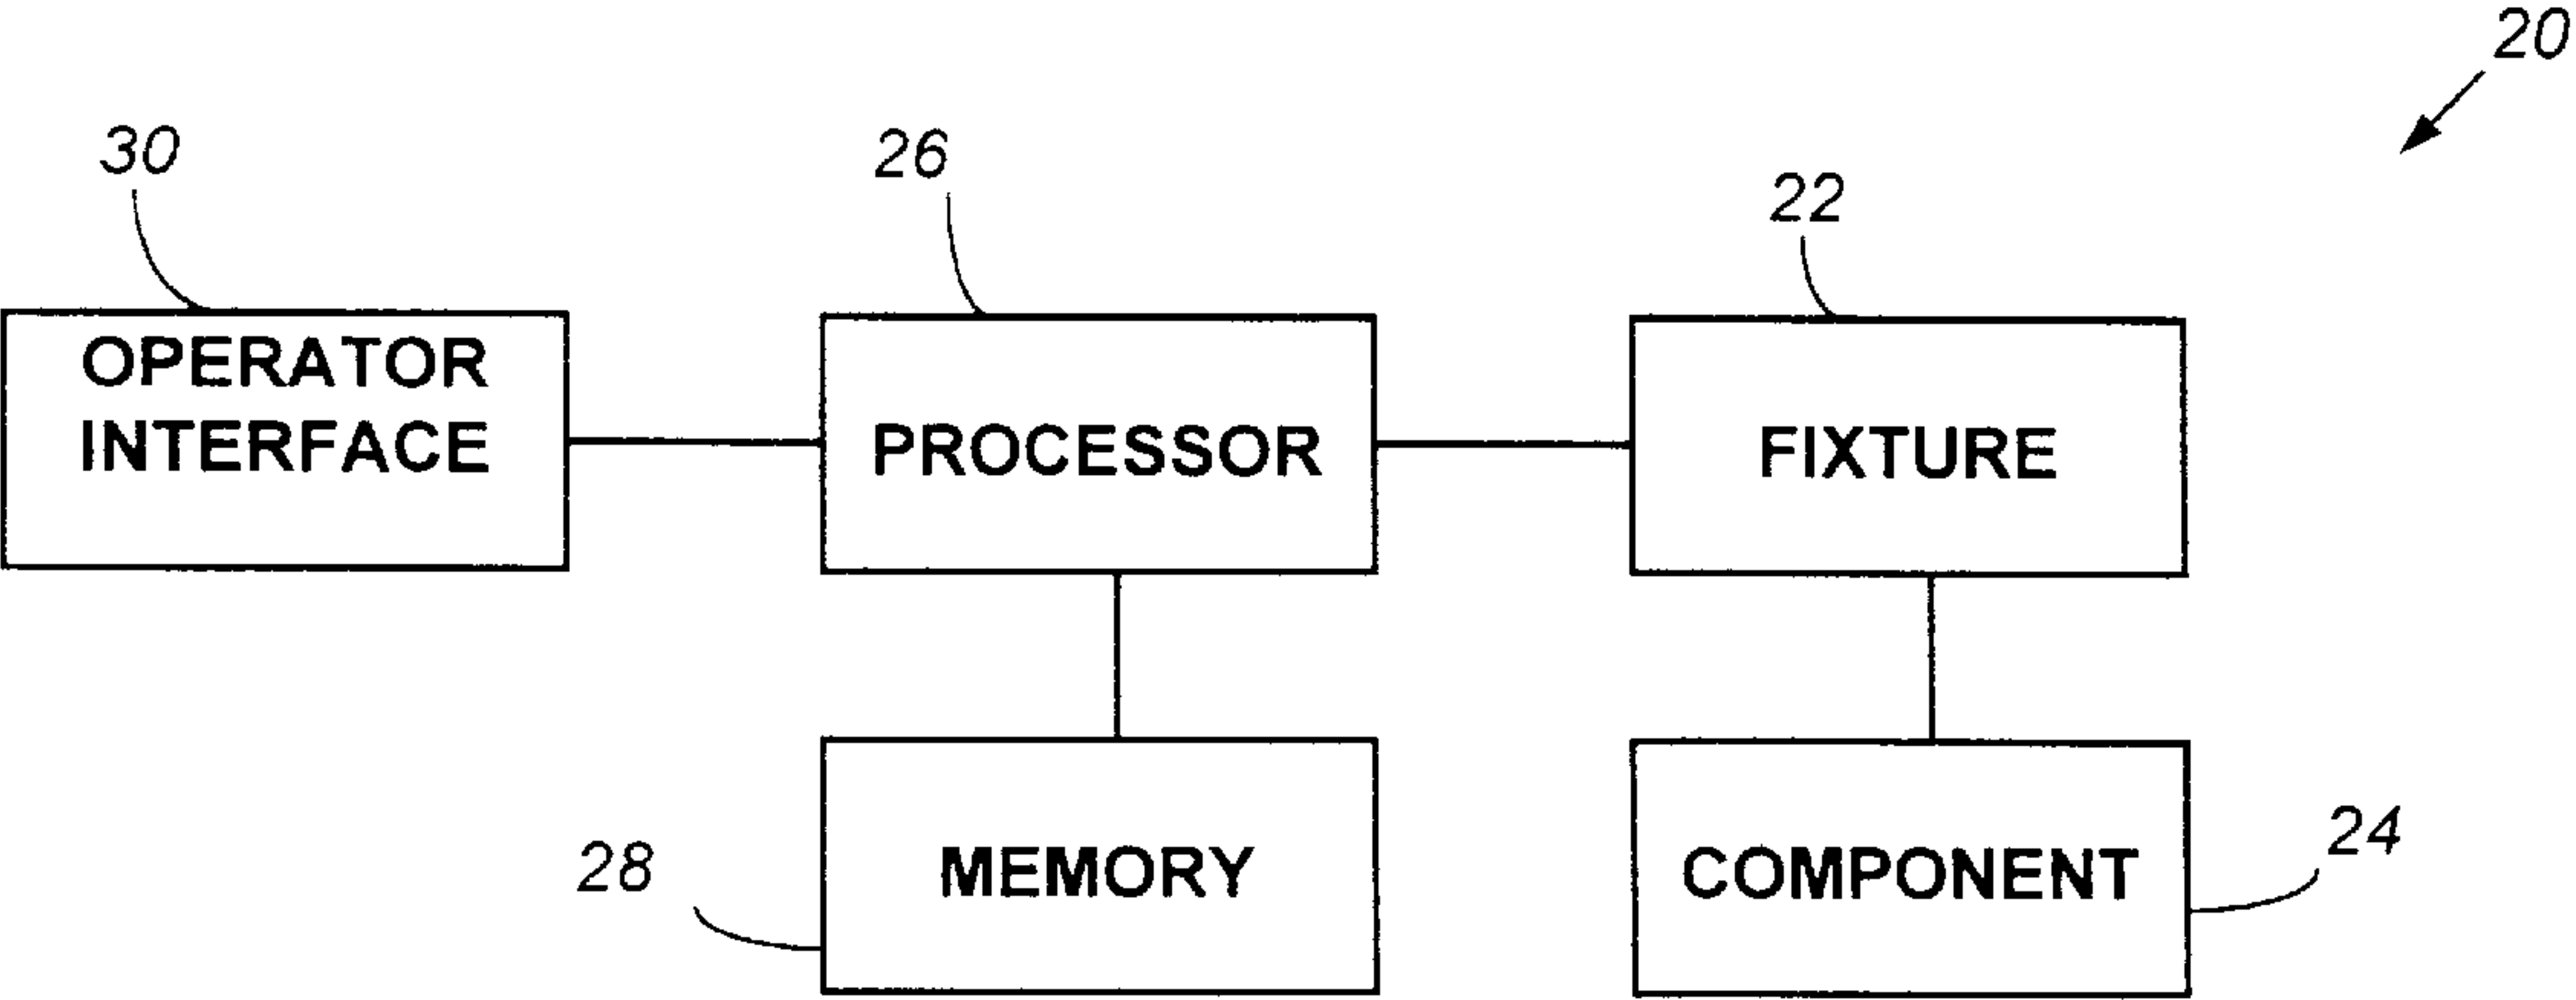 20
30
26
22
OPERATOR
INTERFACE
PROCESSOR
FIXTURE
28
MEMORY
COMPONENT
24